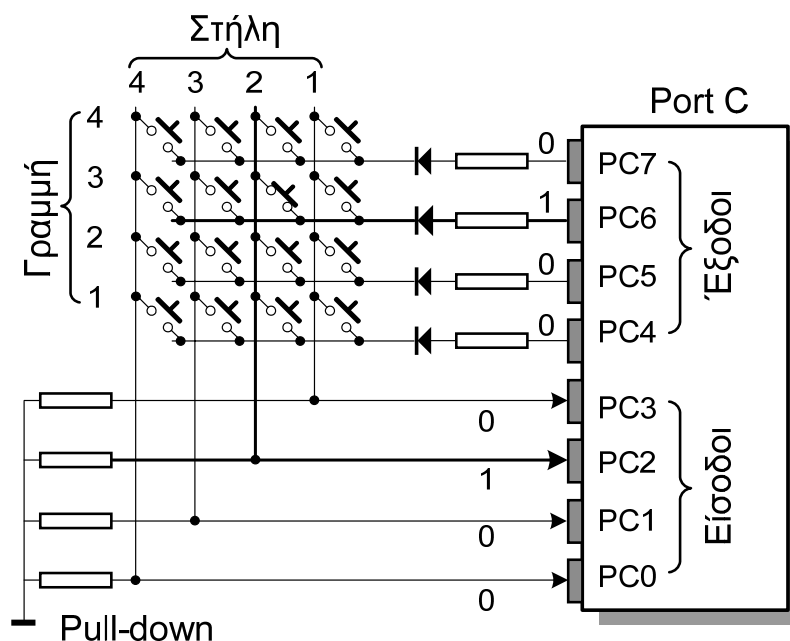 Στήλη
4 3 2 1
Port C
Γραμμή
4
3
2
1
0
1
0
0
PC7
PC6
PC5
PC4
Έξοδοι
PC3
PC2
PC1
PC0
Είσοδοι
0
1
0
0
Pull-down